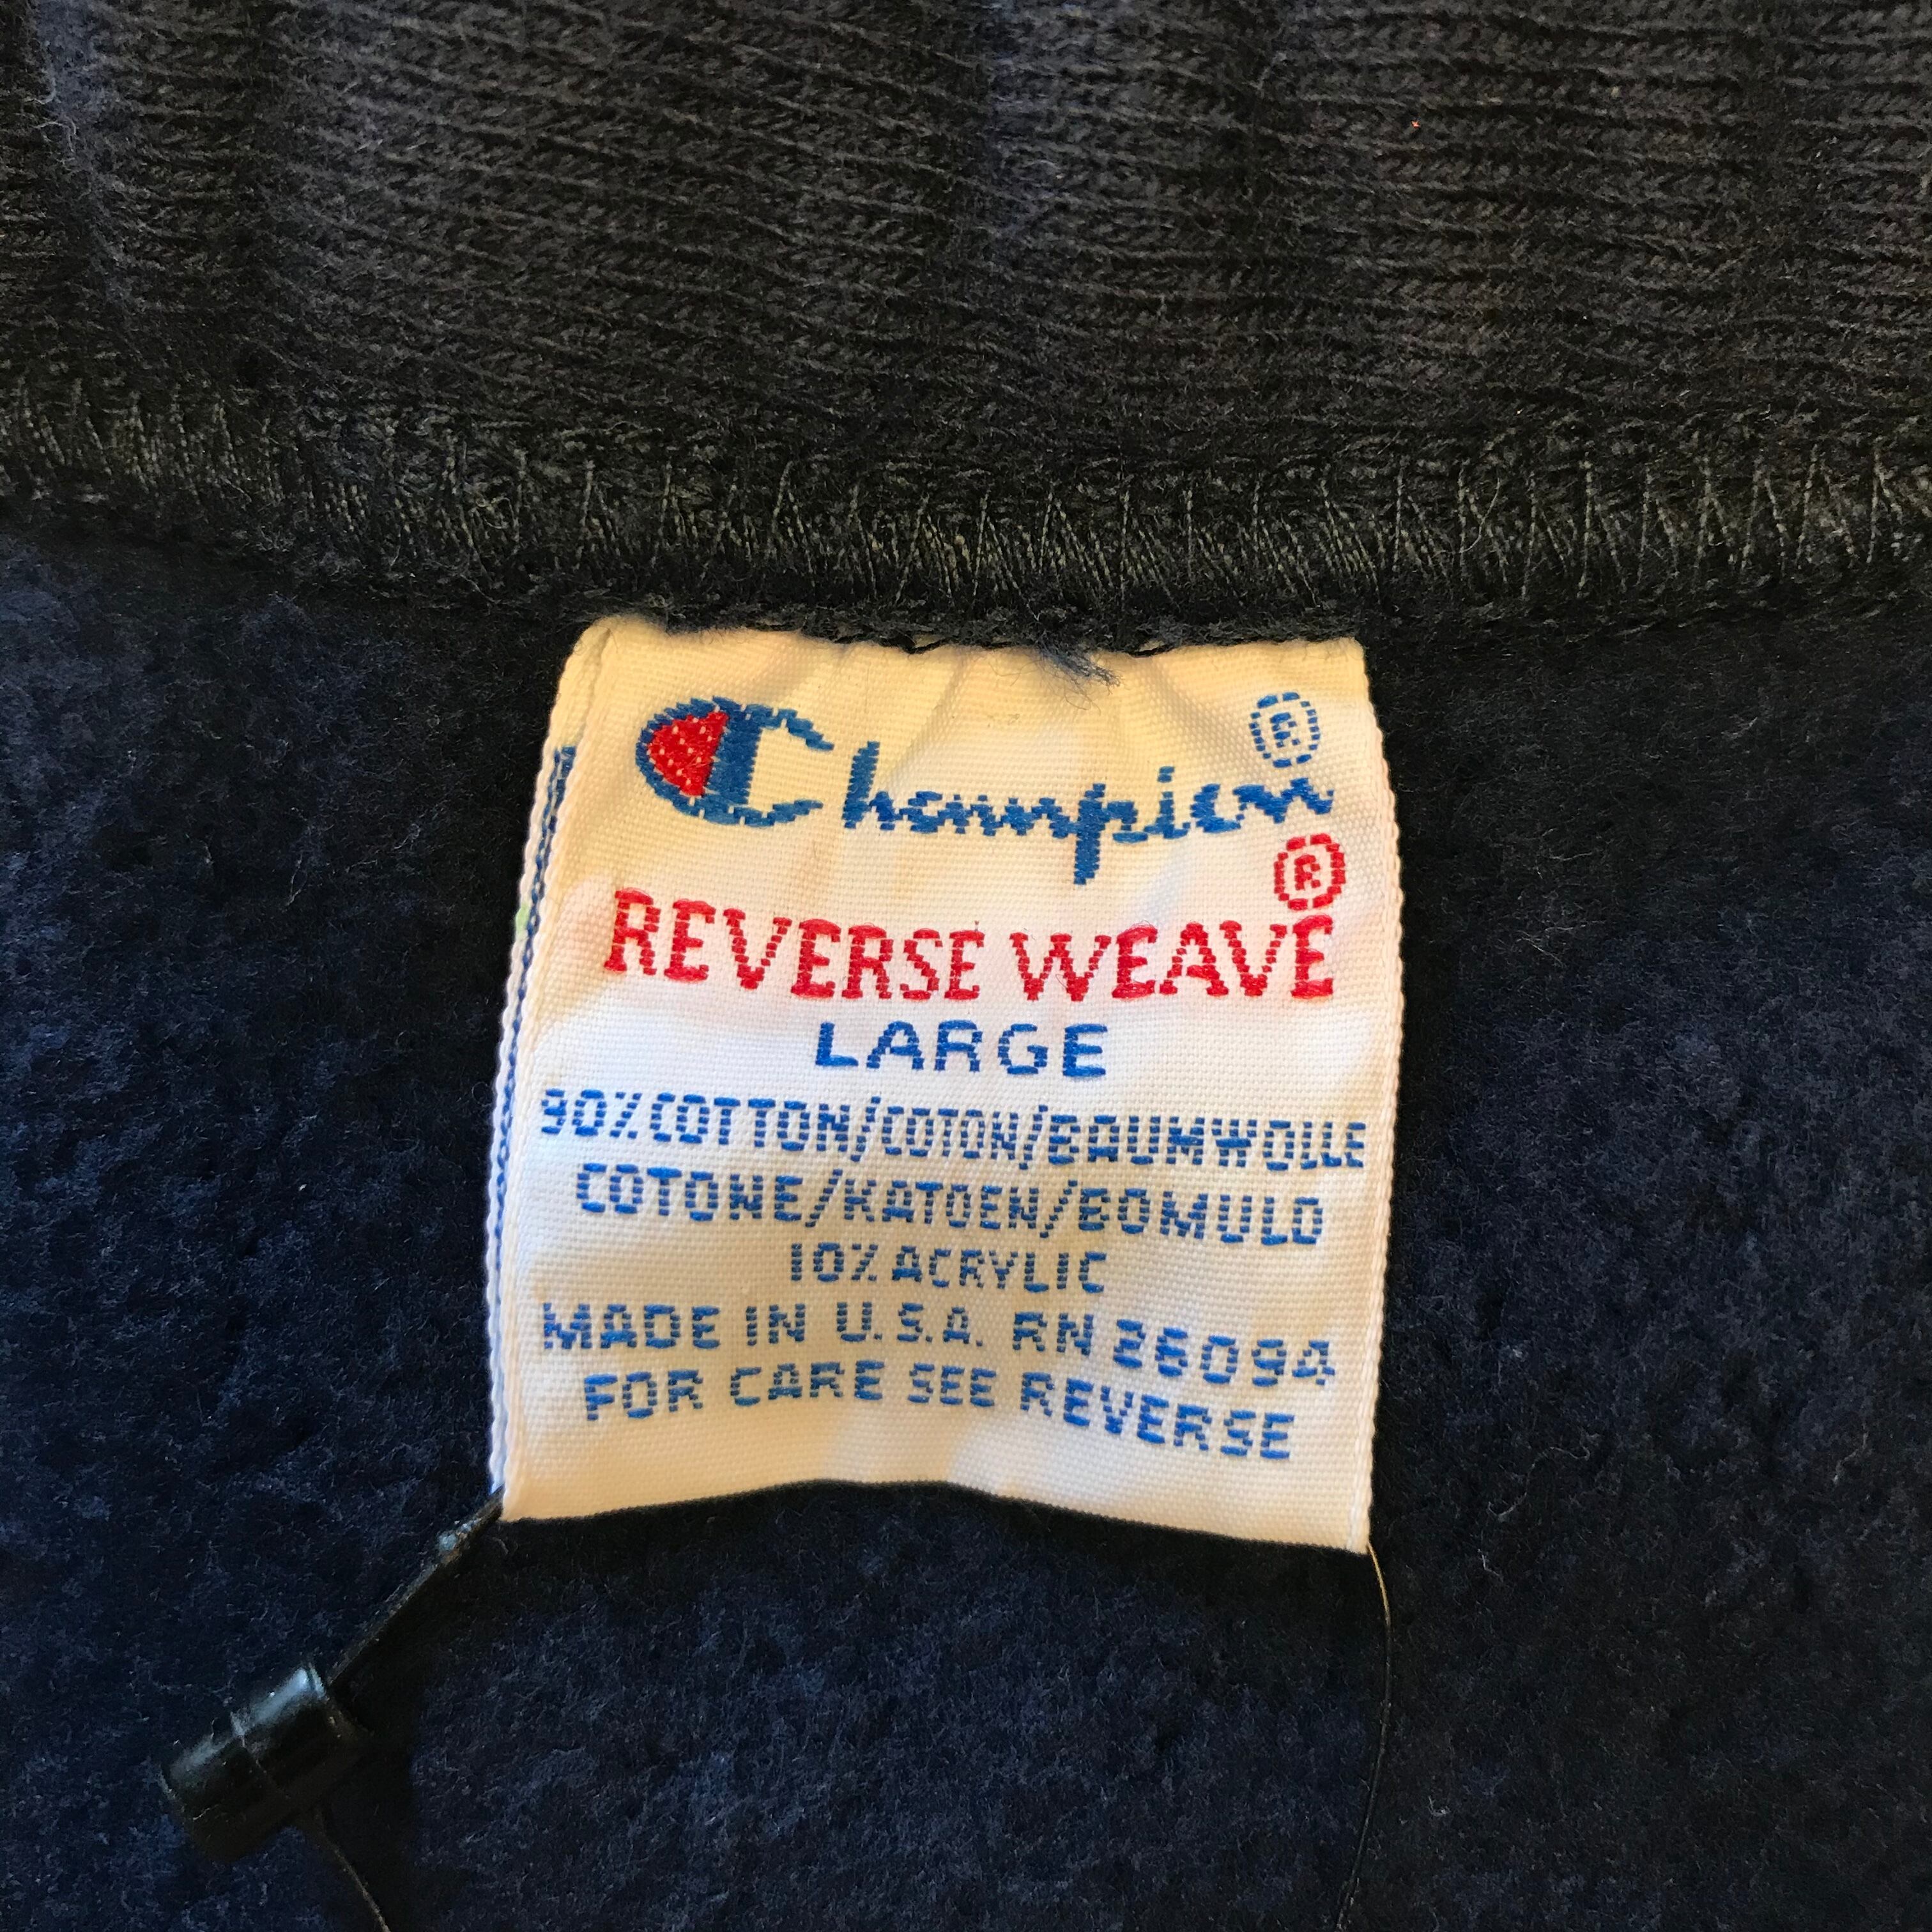 Champion®
REVERSE WEAVE®
LARGE
90% COTTON/COTON/BAUMWOLLE
COTONE/KATOEN/BOMULD
10% ACRYLIC
MADE IN U.S.A. RN 26094
FOR CARE SEE REVERSE